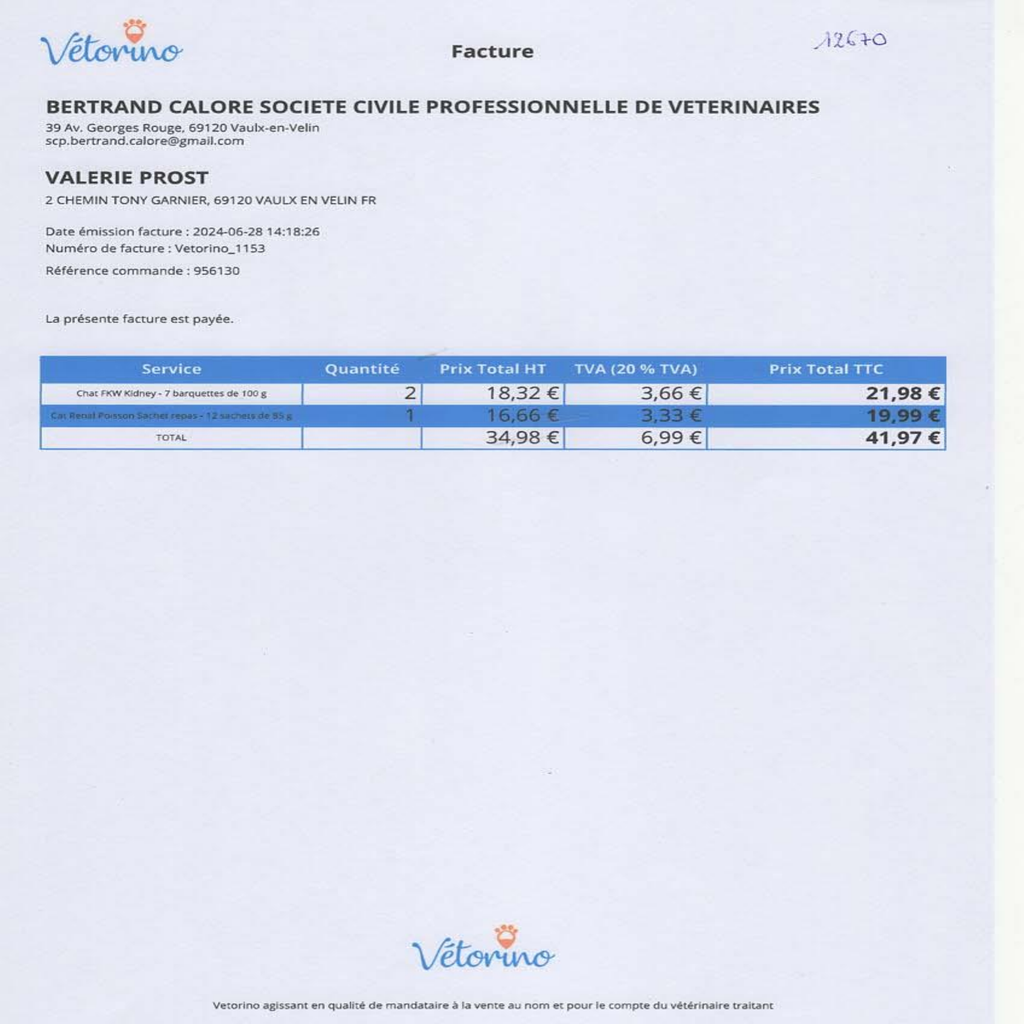 Vétorino
Facture
12670
BERTRAND CALORE SOCIETE CIVILE PROFESSIONNELLE DE VETERINAIRES
39 Av. Georges Rouge, 69120 Vaulx-en-Velin
scp.bertrand.calore@gmail.com
VALERIE PROST
2 CHEMIN TONY GARNIER, 69120 VAULX EN VELIN FR
Date émission facture : 2024-06-28 14:18:26
Numéro de facture : Vetorino_1153
Référence commande : 956130
La présente facture est payée.
Service Quantité Prix Total HT TVA (20 % TVA) Prix Total TTC
Chat FKW Kidney - 7 barquettes de 100 g 2 18,32 € 3,66 € 21,98 €
Cat Renal Poisson Sachet repas - 12 sachets de 85 g 1 16,66 € 3,33 € 19,99 €
TOTAL 34,98 € 6,99 € 41,97 €
Vétorino
Vetorino agissant en qualité de mandataire à la vente au nom et pour le compte du vétérinaire traitant